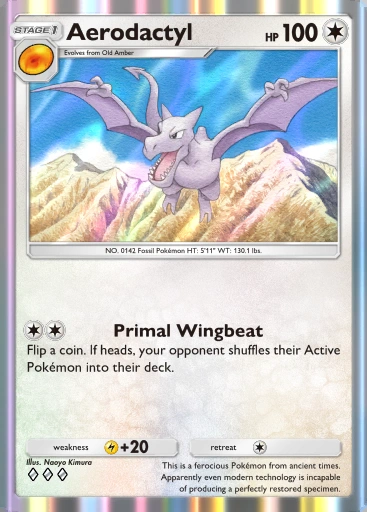 STAGE 1
Aerodactyl
HP 100
Evolves from Old Amber
NO. 0142 Fossil Pokémon HT: 5'11" WT: 130.1 lbs.
Primal Wingbeat
Flip a coin. If heads, your opponent shuffles their Active
Pokémon into their deck.
weakness +20
retreat
Illus. Naoyo Kimura
This is a ferocious Pokémon from ancient times.
Apparently even modern technology is incapable
of producing a perfectly restored specimen.